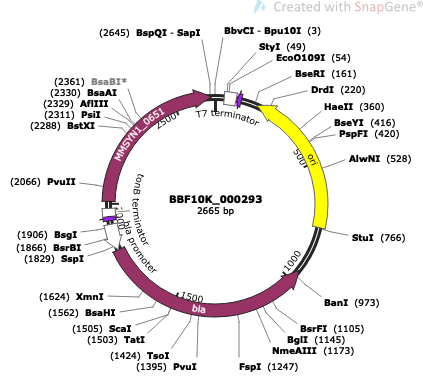 Created with SnapGene®
(2645) BspQI - SapI
BbvCI - Bpu10I (3)
StyI (49)
EcoO109I (54)
BseRI (161)
DrdI (220)
HaeII (360)
BseYI (416)
PspFI (420)
AlwNI (528)
StuI (766)
BanI (973)
BsrFI (1105)
BglI (1145)
NmeAIII (1173)
FspI (1247)
(1395) PvuI
(1424) TsoI
(1503) TatI
(1505) ScaI
(1562) BsaHI
(1624) XmnI
(1829) SspI
(1866) BsrBI
(1906) BsgI
(2066) PvuII
(2288) BstXI
(2311) PsiI
(2329) AflIII
(2330) BsaAI
(2361) BsaBI*
MMSYN1_0651
T7 terminator
ori
bla
bla promoter
tonB terminator
500
1000
1500
2000
2500
BBF10K_000293
2665 bp